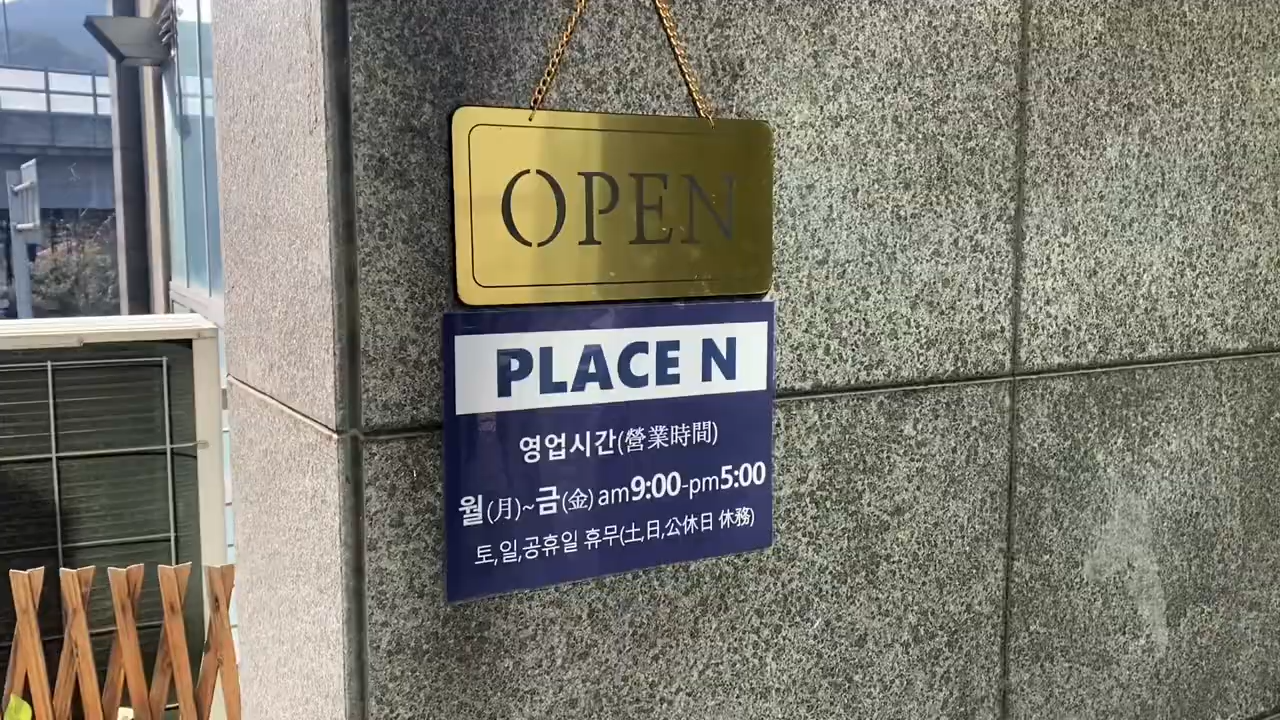 OPEN
PLACE N
영업시간(營業時間)
월(月)~금(金) am9:00-pm5:00
토,일,공휴일 휴무(土,日,公休日 休務)